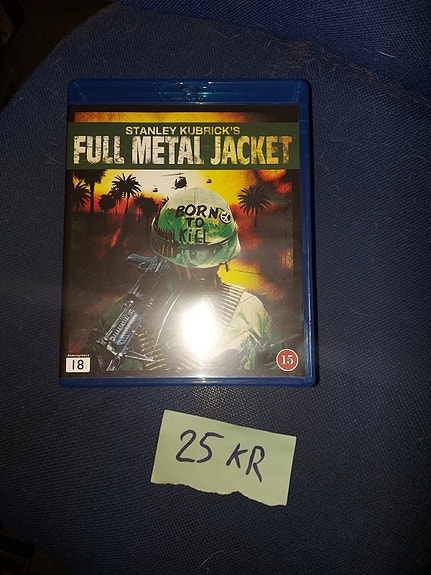 STANLEY KUBRICK'S
FULL METAL JACKET
BORN
TO
KiLL
18
15
25 KR